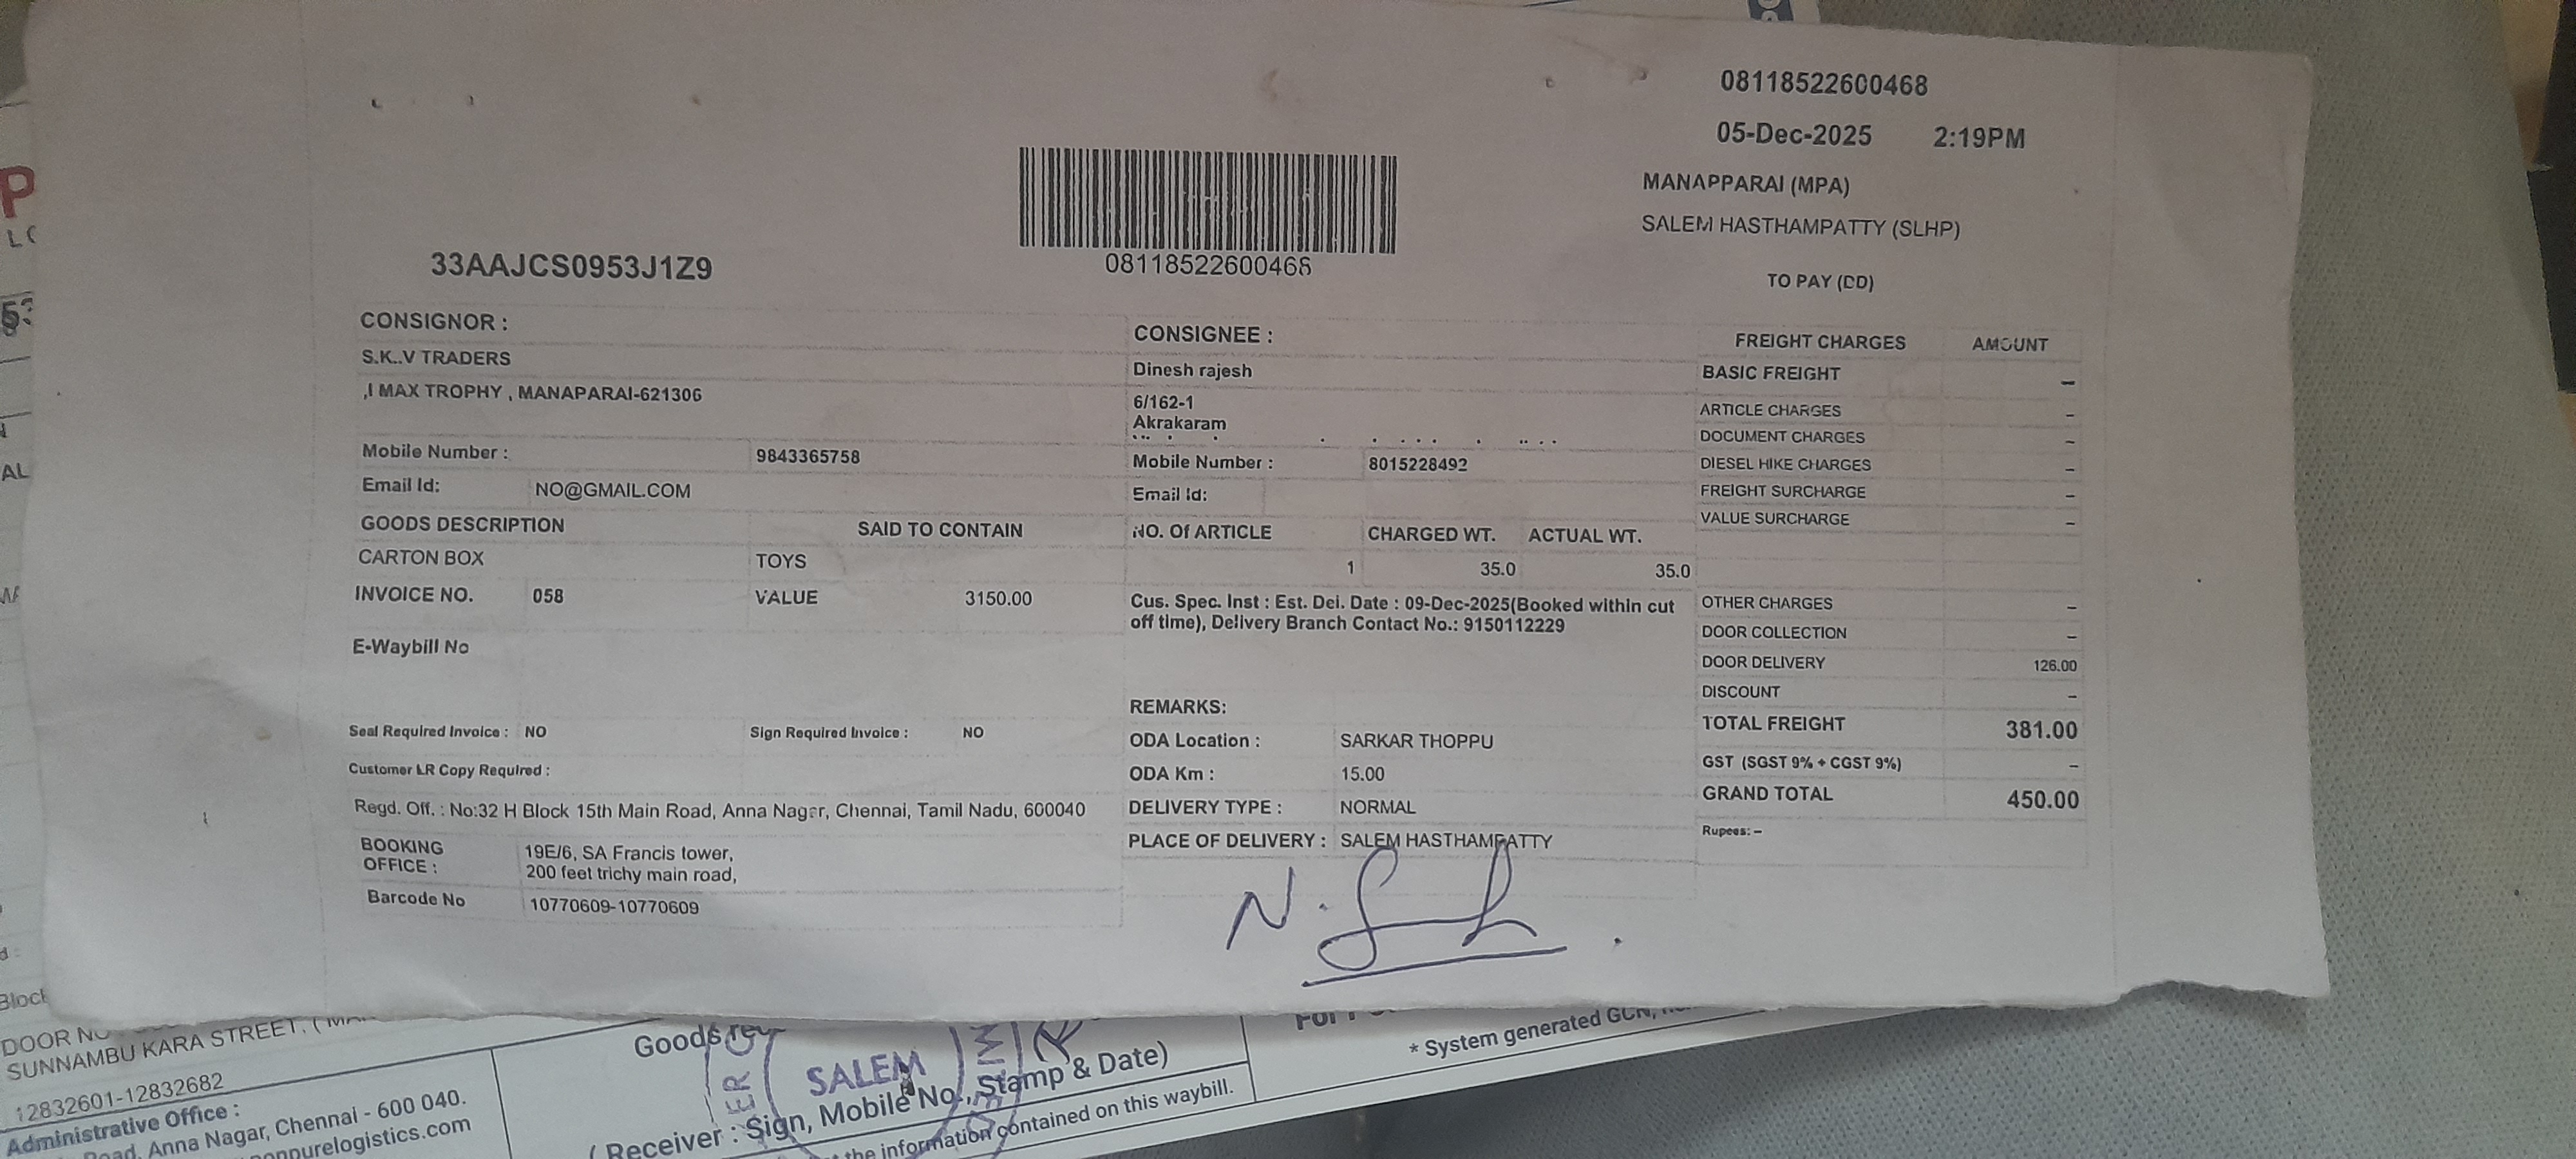 08118522600468
05-Dec-2025 2:19PM
MANAPPARAI (MPA)
SALEM HASTHAMPATTY (SLHP)
TO PAY (DD)
33AAJCS0953J1Z9
08118522600468
CONSIGNOR :
S.K..V TRADERS
,I MAX TROPHY , MANAPARAI-621306
Mobile Number : 9843365758
Email Id: NO@GMAIL.COM
GOODS DESCRIPTION SAID TO CONTAIN
CARTON BOX TOYS
INVOICE NO. 058 VALUE 3150.00
E-Waybill No
Seal Required Invoice : NO Sign Required Invoice : NO
Customer LR Copy Required :
Regd. Off. : No:32 H Block 15th Main Road, Anna Nagar, Chennai, Tamil Nadu, 600040
BOOKING OFFICE : 19E/6, SA Francis tower,
200 feet trichy main road,
Barcode No 10770609-10770609
CONSIGNEE :
Dinesh rajesh
6/162-1
Akrakaram
Mobile Number : 8015228492
Email Id:
NO. Of ARTICLE CHARGED WT. ACTUAL WT.
1 35.0 35.0
Cus. Spec. Inst : Est. Del. Date : 09-Dec-2025(Booked within cut
off time), Delivery Branch Contact No.: 9150112229
REMARKS:
ODA Location : SARKAR THOPPU
ODA Km : 15.00
DELIVERY TYPE : NORMAL
PLACE OF DELIVERY : SALEM HASTHAMPATTY
FREIGHT CHARGES AMOUNT
BASIC FREIGHT –
ARTICLE CHARGES –
DOCUMENT CHARGES –
DIESEL HIKE CHARGES –
FREIGHT SURCHARGE –
VALUE SURCHARGE –
OTHER CHARGES –
DOOR COLLECTION –
DOOR DELIVERY 126.00
DISCOUNT –
TOTAL FREIGHT 381.00
GST (SGST 9% + CGST 9%) –
GRAND TOTAL 450.00
Rupees: –
DOOR
SUNNAMBU KARA STREET,
12832601-12832682
Administrative Office :
Road, Anna Nagar, Chennai - 600 040.
Goods
SALEM
( Receiver : Sign, Mobile No., Stamp & Date)
the information contained on this waybill.
* System generated GCN,